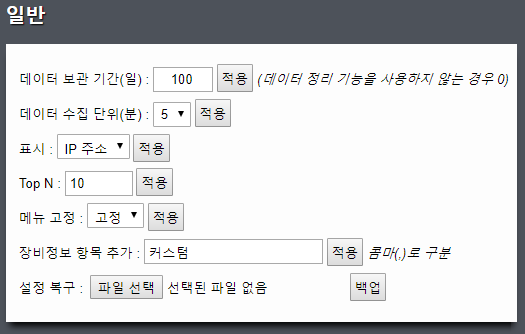 일반
데이터 보관 기간(일) : 100 적용 (데이터 정리 기능을 사용하지 않는 경우 0)
데이터 수집 단위(분) : 5 적용
표시 : IP 주소 적용
Top N : 10 적용
메뉴 고정 : 고정 적용
장비정보 항목 추가 : 커스텀 적용 콤마(,)로 구분
설정 복구 : 파일 선택 선택된 파일 없음 백업